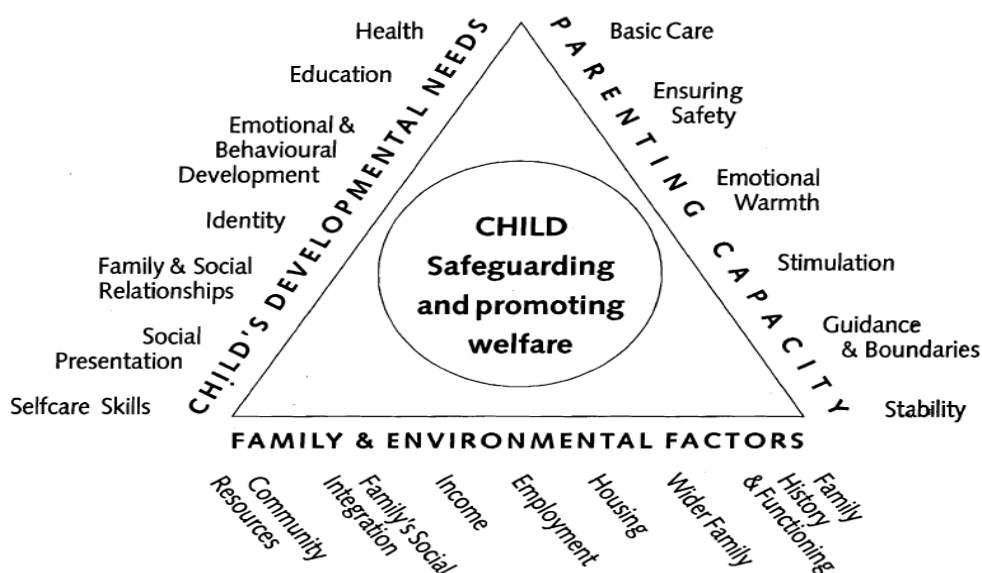 Health
Education
Emotional &
Behavioural
Development
Identity
Family & Social
Relationships
Social
Presentation
Selfcare Skills
CHILD'S DEVELOPMENTAL NEEDS
CHILD
Safeguarding
and promoting
welfare
PARENTING CAPACITY
Basic Care
Ensuring
Safety
Emotional
Warmth
Stimulation
Guidance
& Boundaries
Stability
FAMILY & ENVIRONMENTAL FACTORS
Community
Resources
Family's Social
Integration
Income
Employment
Housing
Wider Family
Family
History
& Functioning